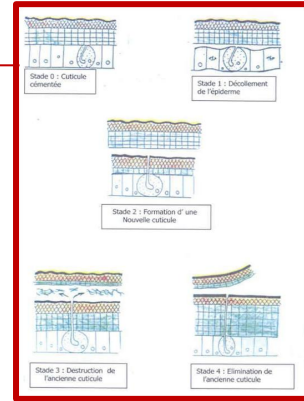 Stade 0 : Cuticule
cémentée
Stade 1 : Décollement
de l'épiderme
Stade 2 : Formation d' une
Nouvelle cuticule
Stade 3 : Destruction de
l'ancienne cuticule
Stade 4 : Elimination de
l'ancienne cuticule